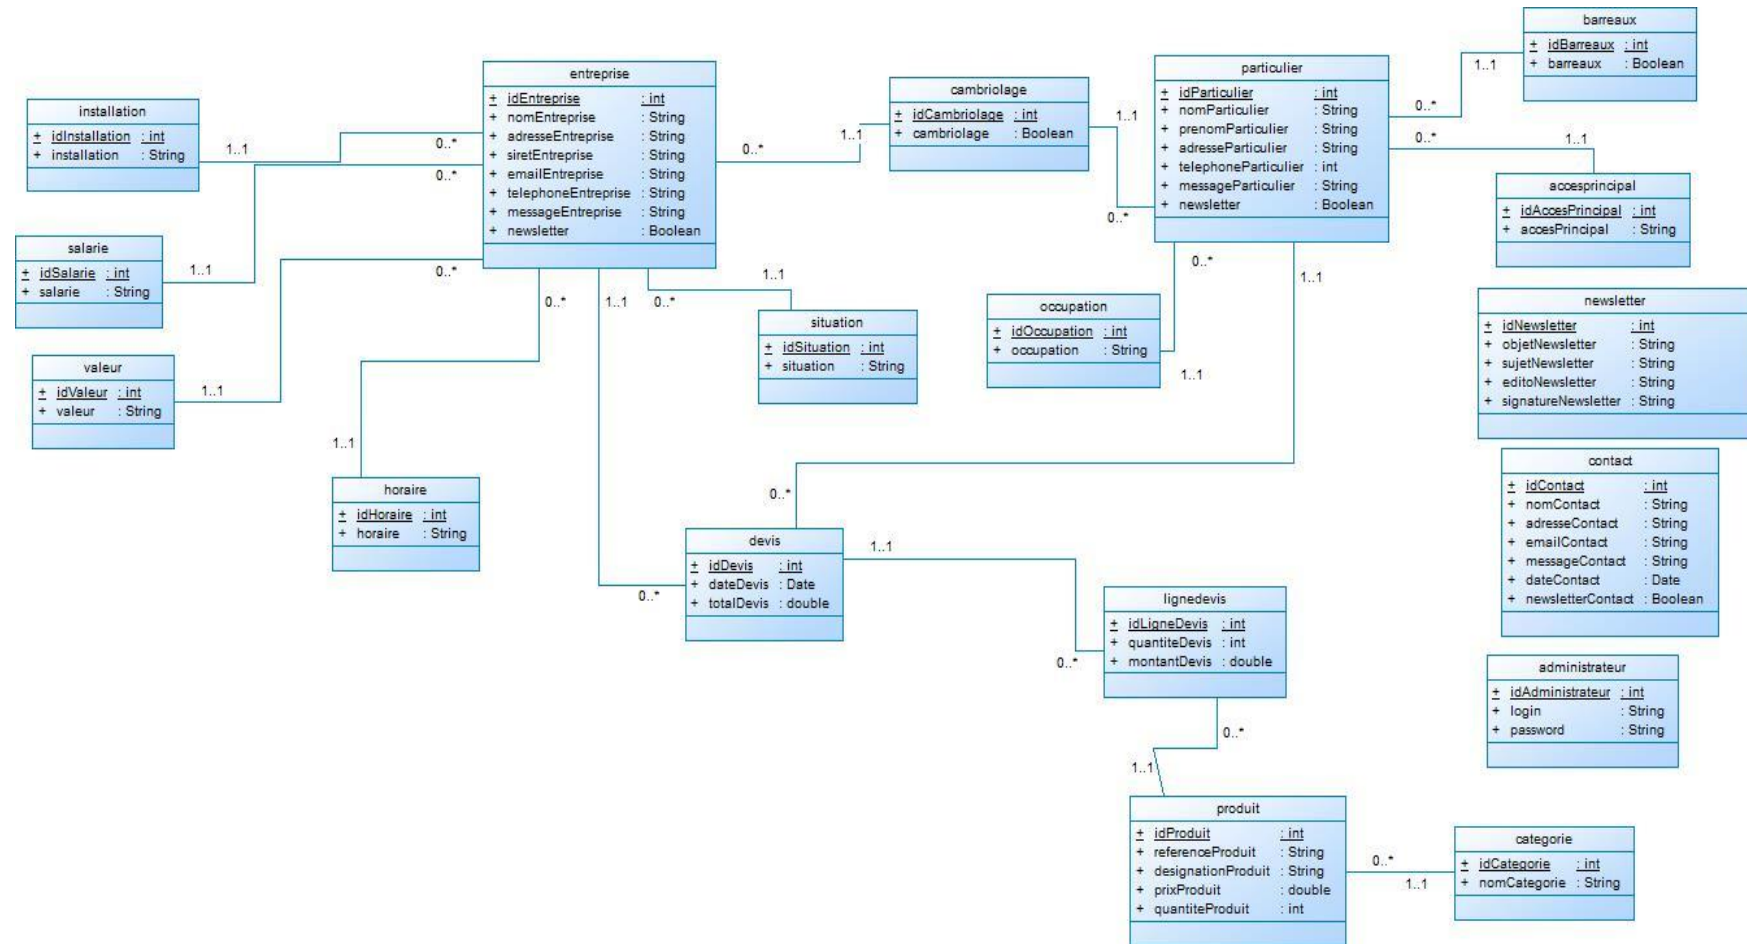 barreaux
+ idBarreaux : int
+ barreaux : Boolean
entreprise
+ idEntreprise : int
+ nomEntreprise : String
+ adresseEntreprise : String
+ siretEntreprise : String
+ emailEntreprise : String
+ telephoneEntreprise : String
+ messageEntreprise : String
+ newsletter : Boolean
particulier
+ idParticulier : int
+ nomParticulier : String
+ prenomParticulier : String
+ adresseParticulier : String
+ telephoneParticulier : int
+ messageParticulier : String
+ newsletter : Boolean
cambriolage
+ idCambriolage : int
+ cambriolage : Boolean
installation
+ idInstallation : int
+ installation : String
1..1
0..*
0..*
0..*
1..1
1..1
0..*
0..*
1..1
0..*
1..1
accesprincipal
+ idAccesPrincipal : int
+ accesPrincipal : String
salarie
+ idSalarie : int
+ salarie : String
1..1
0..*
0..*
1..1
0..*
1..1
0..*
1..1
situation
+ idSituation : int
+ situation : String
occupation
+ idOccupation : int
+ occupation : String
1..1
newsletter
+ idNewsletter : int
+ objetNewsletter : String
+ sujetNewsletter : String
+ editoNewsletter : String
+ signatureNewsletter : String
valeur
+ idValeur : int
+ valeur : String
1..1
1..1
horaire
+ idHoraire : int
+ horaire : String
contact
+ idContact : int
+ nomContact : String
+ adresseContact : String
+ emailContact : String
+ messageContact : String
+ dateContact : Date
+ newsletterContact : Boolean
0..*
devis
+ idDevis : int
+ dateDevis : Date
+ totalDevis : double
1..1
0..*
lignedevis
+ idLigneDevis : int
+ quantiteDevis : int
+ montantDevis : double
0..*
administrateur
+ idAdministrateur : int
+ login : String
+ password : String
0..*
1..1
produit
+ idProduit : int
+ referenceProduit : String
+ designationProduit : String
+ prixProduit : double
+ quantiteProduit : int
0..*
1..1
categorie
+ idCategorie : int
+ nomCategorie : String